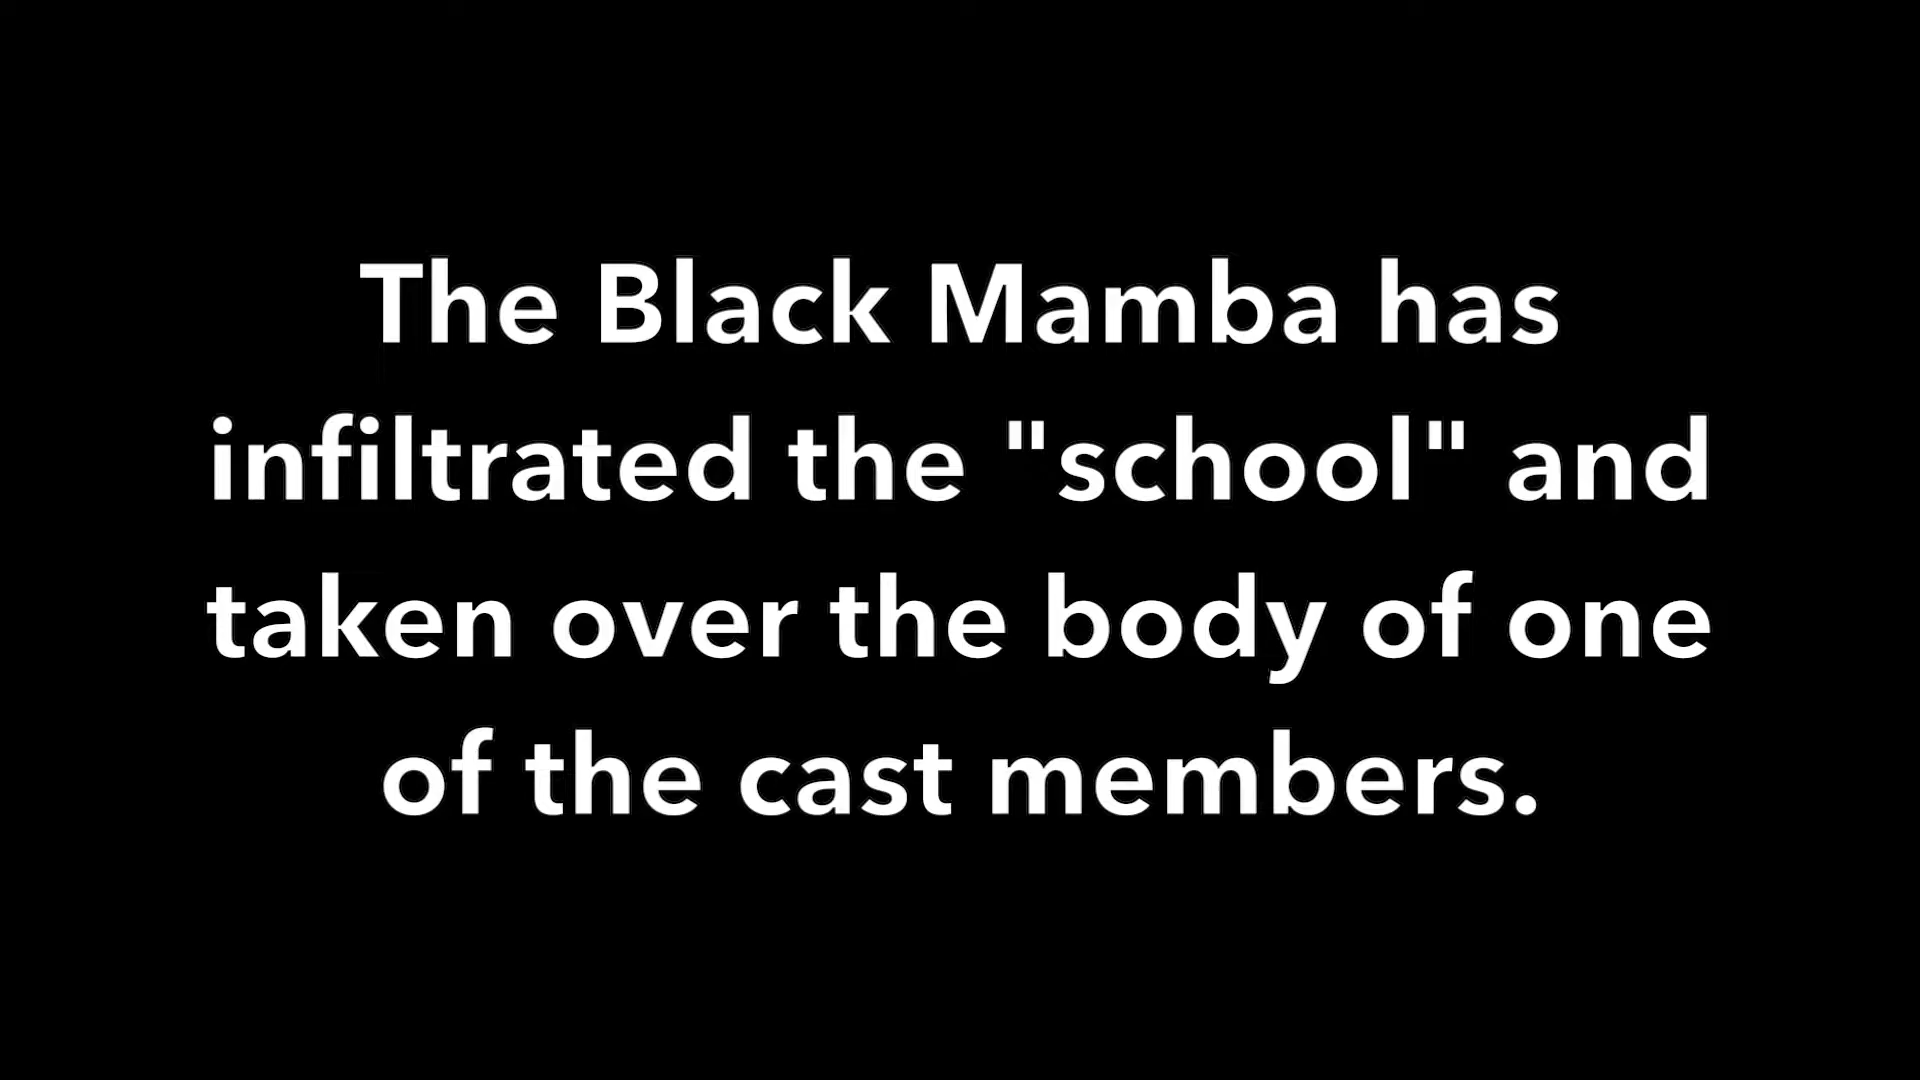 The Black Mamba has
infiltrated the "school" and
taken over the body of one
of the cast members.